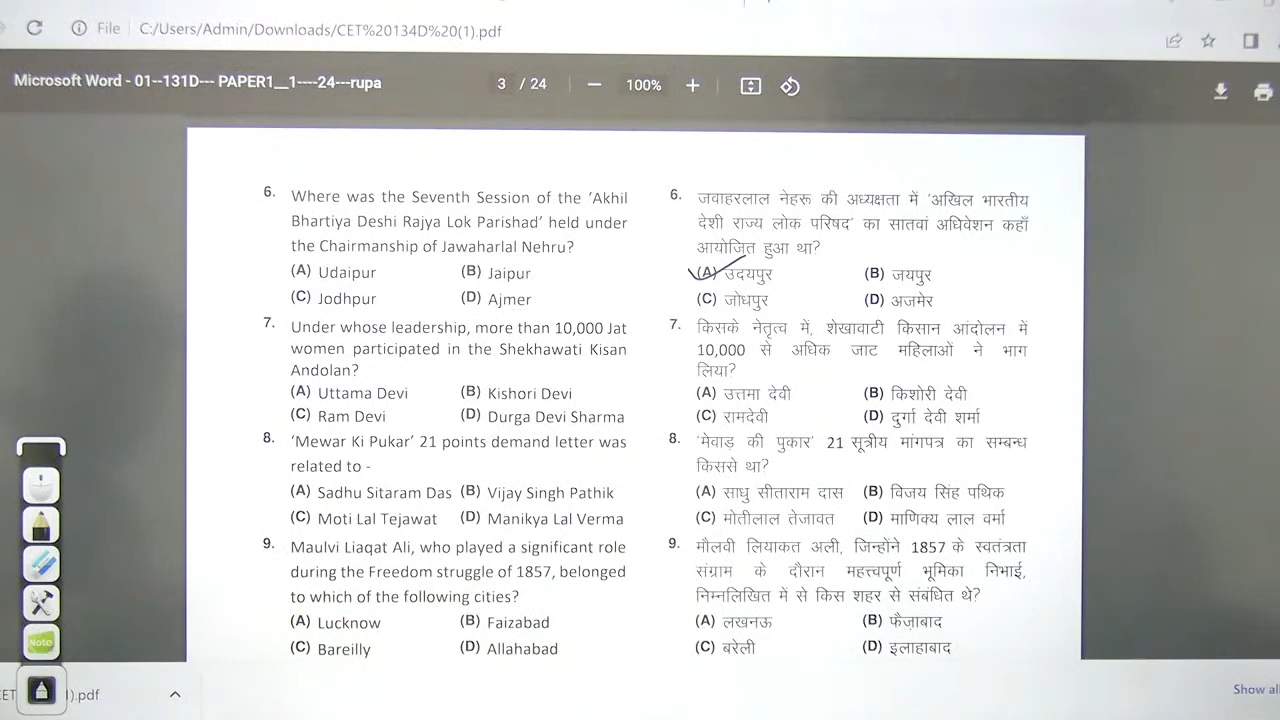 File C:/Users/Admin/Downloads/CET%20134D%20(1).pdf
Microsoft Word - 01--131D--- PAPER1__1----24---rupa 3 / 24 100%
6. Where was the Seventh Session of the 'Akhil
Bhartiya Deshi Rajya Lok Parishad' held under
the Chairmanship of Jawaharlal Nehru?
(A) Udaipur (B) Jaipur
(C) Jodhpur (D) Ajmer
7. Under whose leadership, more than 10,000 Jat
women participated in the Shekhawati Kisan
Andolan?
(A) Uttama Devi (B) Kishori Devi
(C) Ram Devi (D) Durga Devi Sharma
8. 'Mewar Ki Pukar' 21 points demand letter was
related to -
(A) Sadhu Sitaram Das (B) Vijay Singh Pathik
(C) Moti Lal Tejawat (D) Manikya Lal Verma
9. Maulvi Liaqat Ali, who played a significant role
during the Freedom struggle of 1857, belonged
to which of the following cities?
(A) Lucknow (B) Faizabad
(C) Bareilly (D) Allahabad
6. जवाहरलाल नेहरू की अध्यक्षता में 'अखिल भारतीय
देशी राज्य लोक परिषद' का सातवां अधिवेशन कहाँ
आयोजित हुआ था?
(A) उदयपुर (B) जयपुर
(C) जोधपुर (D) अजमेर
7. किसके नेतृत्व में, शेखावाटी किसान आंदोलन में
10,000 से अधिक जाट महिलाओं ने भाग
लिया?
(A) उत्तमा देवी (B) किशोरी देवी
(C) रामदेवी (D) दुर्गा देवी शर्मा
8. 'मेवाड़ की पुकार' 21 सूत्रीय मांगपत्र का सम्बन्ध
किससे था?
(A) साधु सीताराम दास (B) विजय सिंह पथिक
(C) मोतीलाल तेजावत (D) माणिक्य लाल वर्मा
9. मौलवी लियाकत अली, जिन्होंने 1857 के स्वतंत्रता
संग्राम के दौरान महत्त्वपूर्ण भूमिका निभाई,
निम्नलिखित में से किस शहर से संबंधित थे?
(A) लखनऊ (B) फैज़ाबाद
(C) बरेली (D) इलाहाबाद
Note
CET 1).pdf Show all